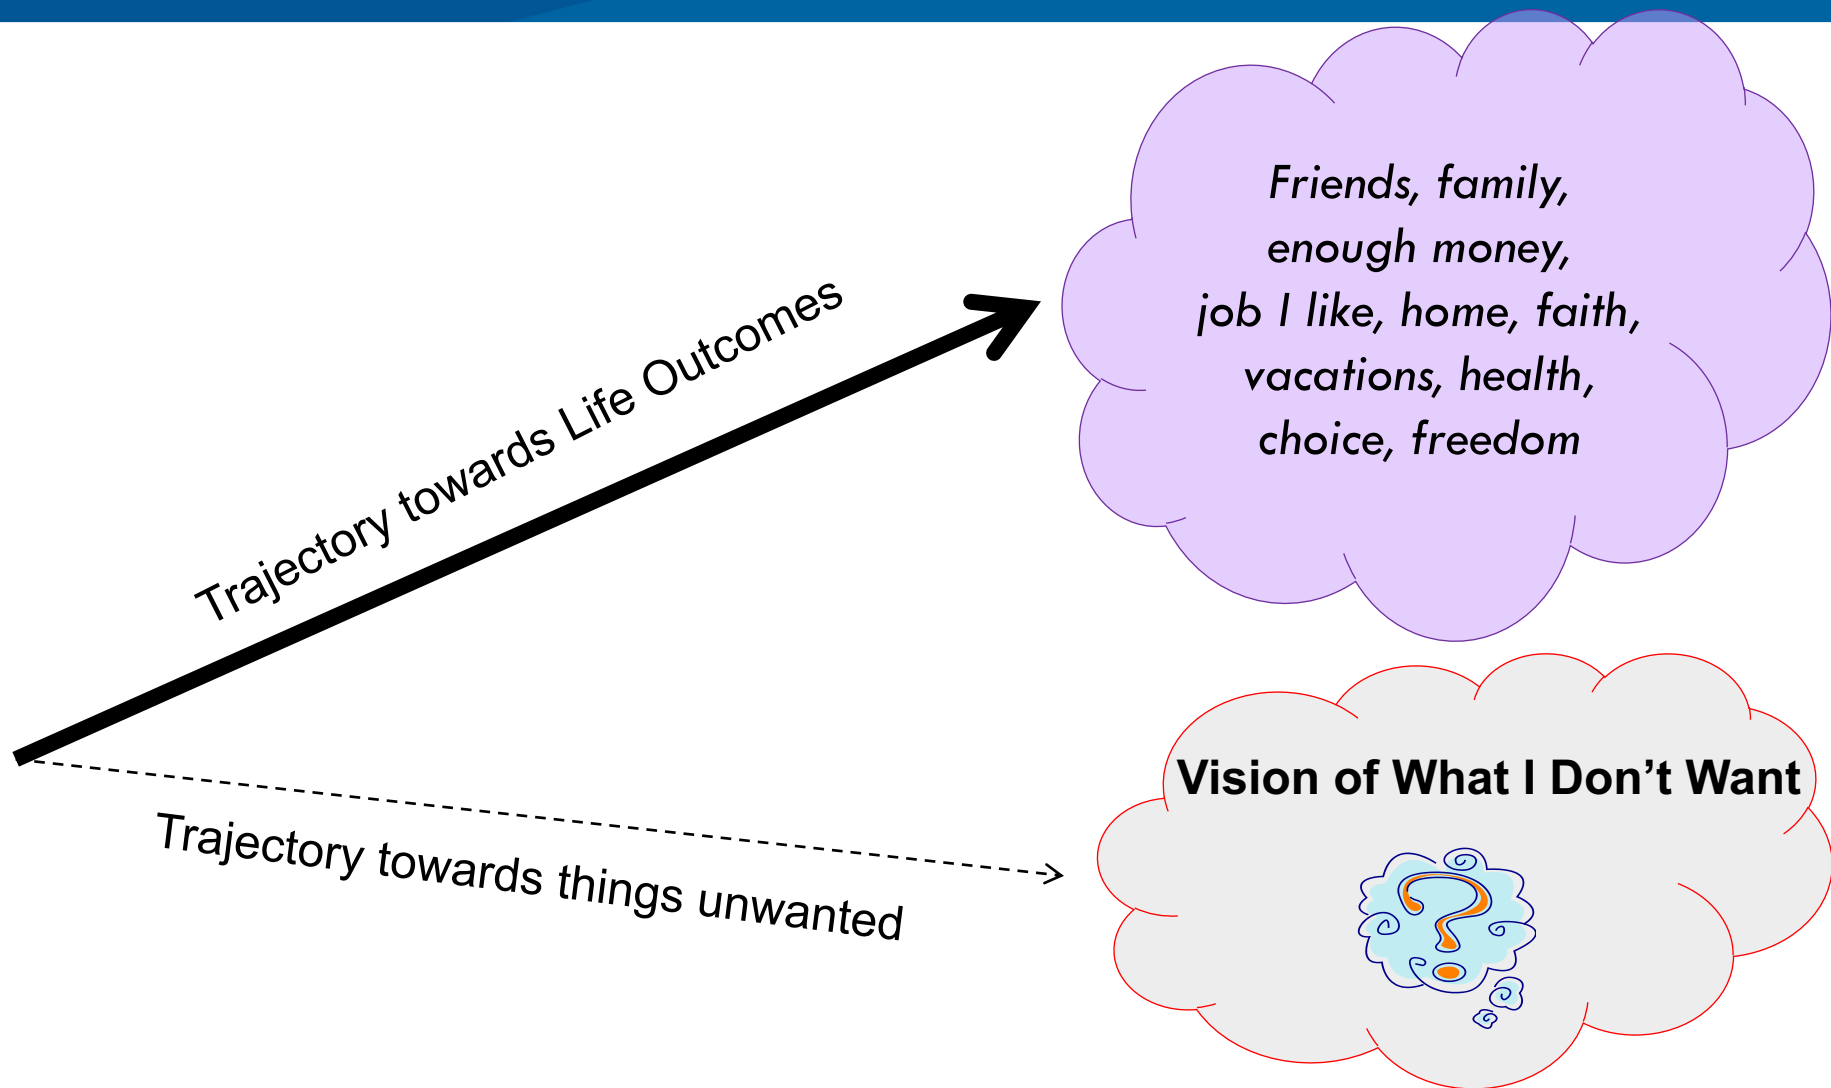 Friends, family,
enough money,
job I like, home, faith,
vacations, health,
choice, freedom
Trajectory towards Life Outcomes
Vision of What I Don’t Want
Trajectory towards things unwanted
?